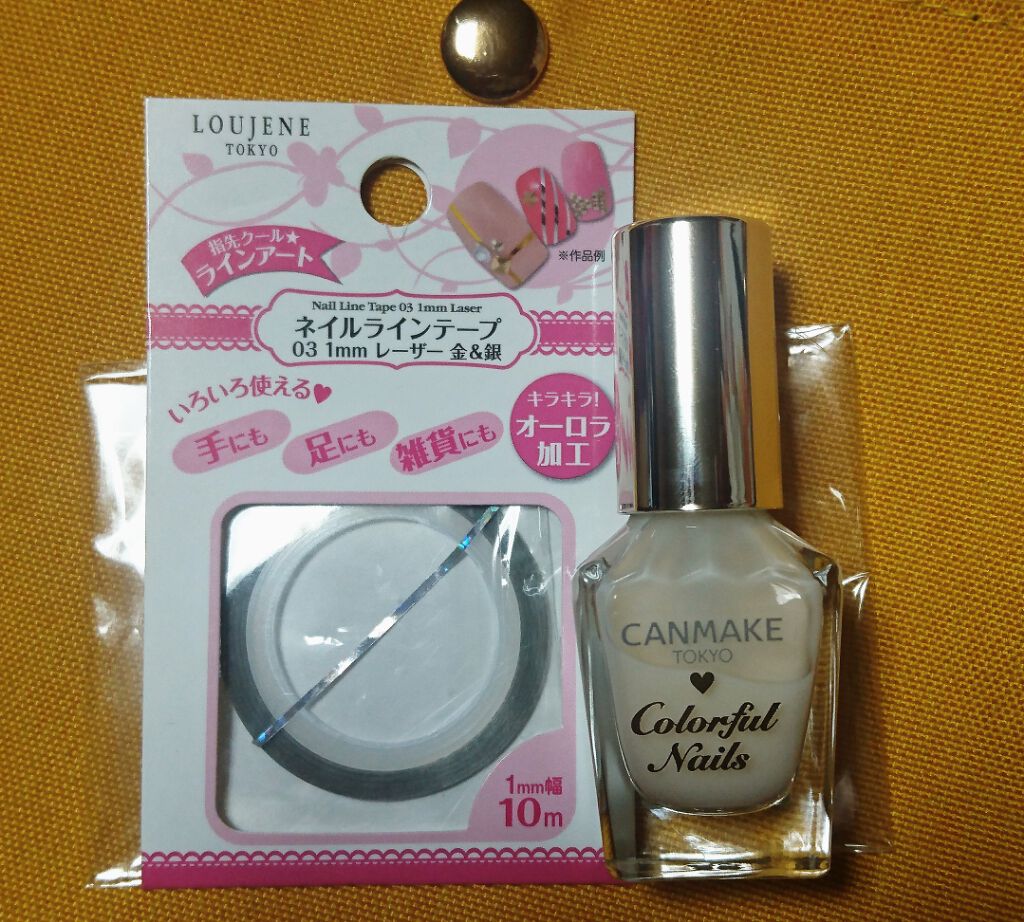 LOUJENE
TOKYO
指先クール★
ラインアート
※作品例
Nail Line Tape 03 1mm Laser
ネイルラインテープ
03 1mm レーザー 金&銀
いろいろ使える♥
手にも
足にも
雑貨にも
キラキラ!
オーロラ
加工
1mm幅
10m
CANMAKE
TOKYO
♥
Colorful
Nails